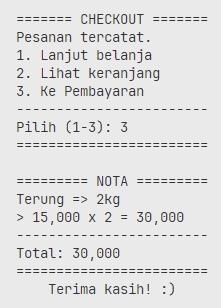 ======= CHECKOUT =======
Pesanan tercatat.
1. Lanjut belanja
2. Lihat keranjang
3. Ke Pembayaran
------------------------
Pilih (1-3): 3
========================

========= NOTA =========
Terung => 2kg
> 15,000 x 2 = 30,000
------------------------
Total: 30,000
========================
    Terima kasih! :)